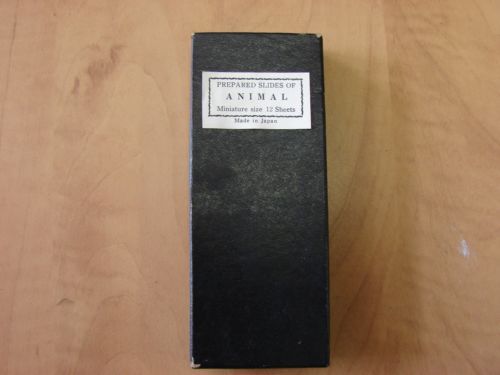 PREPARED SLIDES OF
ANIMAL
Miniature size 12 Sheets
Made in Japan